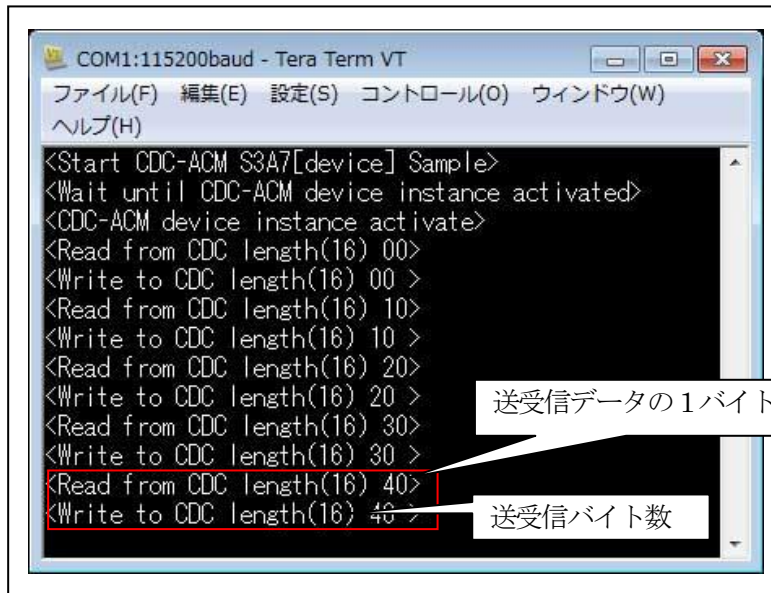 COM1:115200baud - Tera Term VT
ファイル(F) 編集(E) 設定(S) コントロール(O) ウィンドウ(W)
ヘルプ(H)
<Start CDC-ACM S3A7[device] Sample>
<Wait until CDC-ACM device instance activated>
<CDC-ACM device instance activate>
<Read from CDC length(16) 00>
<Write to CDC length(16) 00 >
<Read from CDC length(16) 10>
<Write to CDC length(16) 10 >
<Read from CDC length(16) 20>
<Write to CDC length(16) 20 >
<Read from CDC length(16) 30>
<Write to CDC length(16) 30 >
<Read from CDC length(16) 40>
<Write to CDC length(16) 40 >
送受信データの１バイト
送受信バイト数